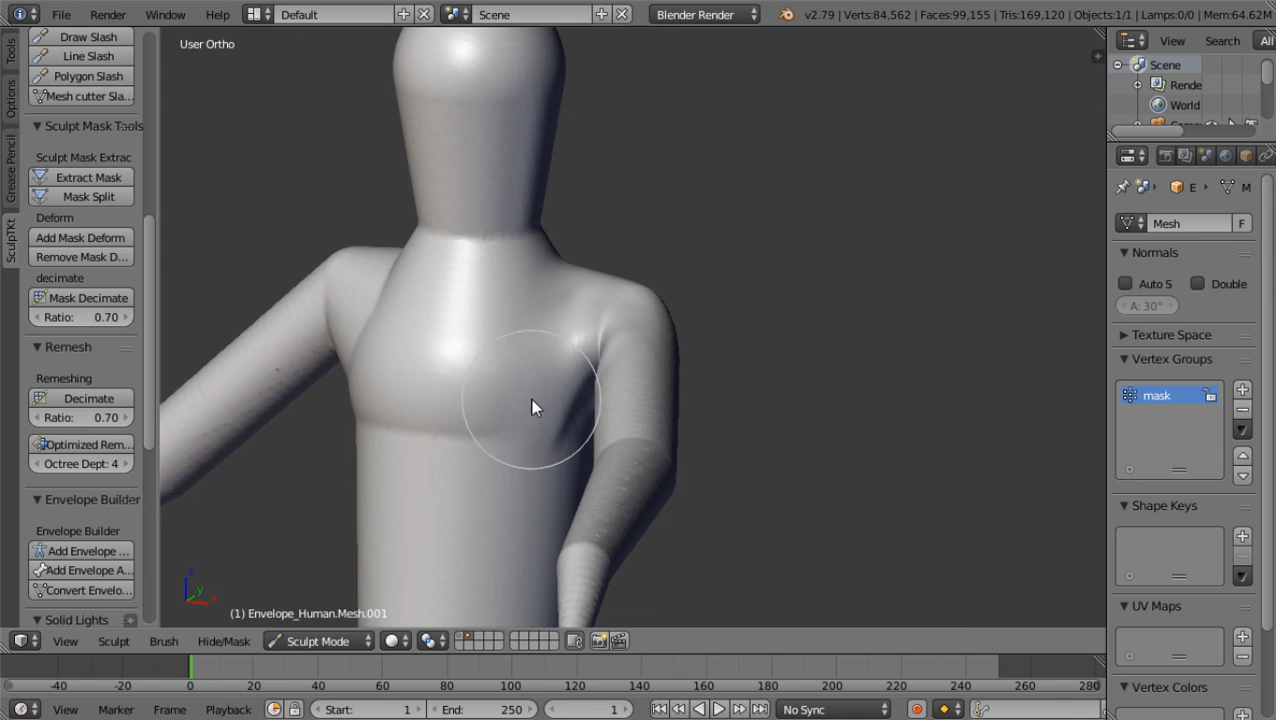 File Render Window Help Default Scene Blender Render v2.79 | Verts:84,562 | Faces:99,155 | Tris:169,120 | Objects:1/1 | Lamps:0/0 | Mem:64.62M
Tools
Options
Grease Pencil
SculpTKt
Draw Slash
Line Slash
Polygon Slash
Mesh cutter Sla...
Sculpt Mask Tools
Sculpt Mask Extrac
Extract Mask
Mask Split
Deform
Add Mask Deform
Remove Mask D...
decimate
Mask Decimate
Ratio: 0.70
Remesh
Remeshing
Decimate
Ratio: 0.70
Optimized Rem...
Octree Dept: 4
Envelope Builder
Envelope Builder
Add Envelope ...
Add Envelope A...
Convert Envelo...
Solid Lights
User Ortho
z
y
x
(1) Envelope_Human.Mesh.001
View Search All
Scene
Rende
World
E M
Mesh F
Normals
Auto S Double
A: 30°
Texture Space
Vertex Groups
mask
Shape Keys
UV Maps
Vertex Colors
View Sculpt Brush Hide/Mask Sculpt Mode
-40 -20 0 20 40 60 80 100 120 140 160 180 200 220 240 260 280
View Marker Frame Playback Start: 1 End: 250 1 No Sync